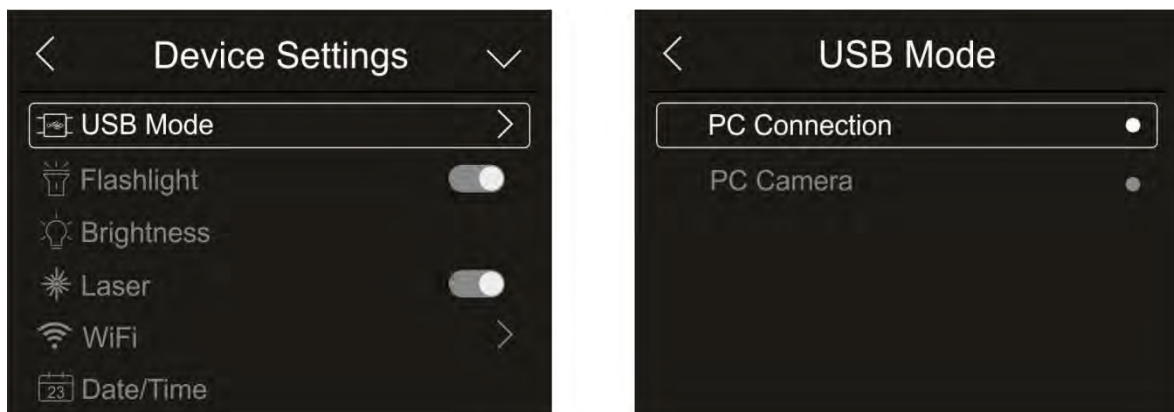 Device Settings
USB Mode
Flashlight
Brightness
Laser
WiFi
23 Date/Time
USB Mode
PC Connection
PC Camera